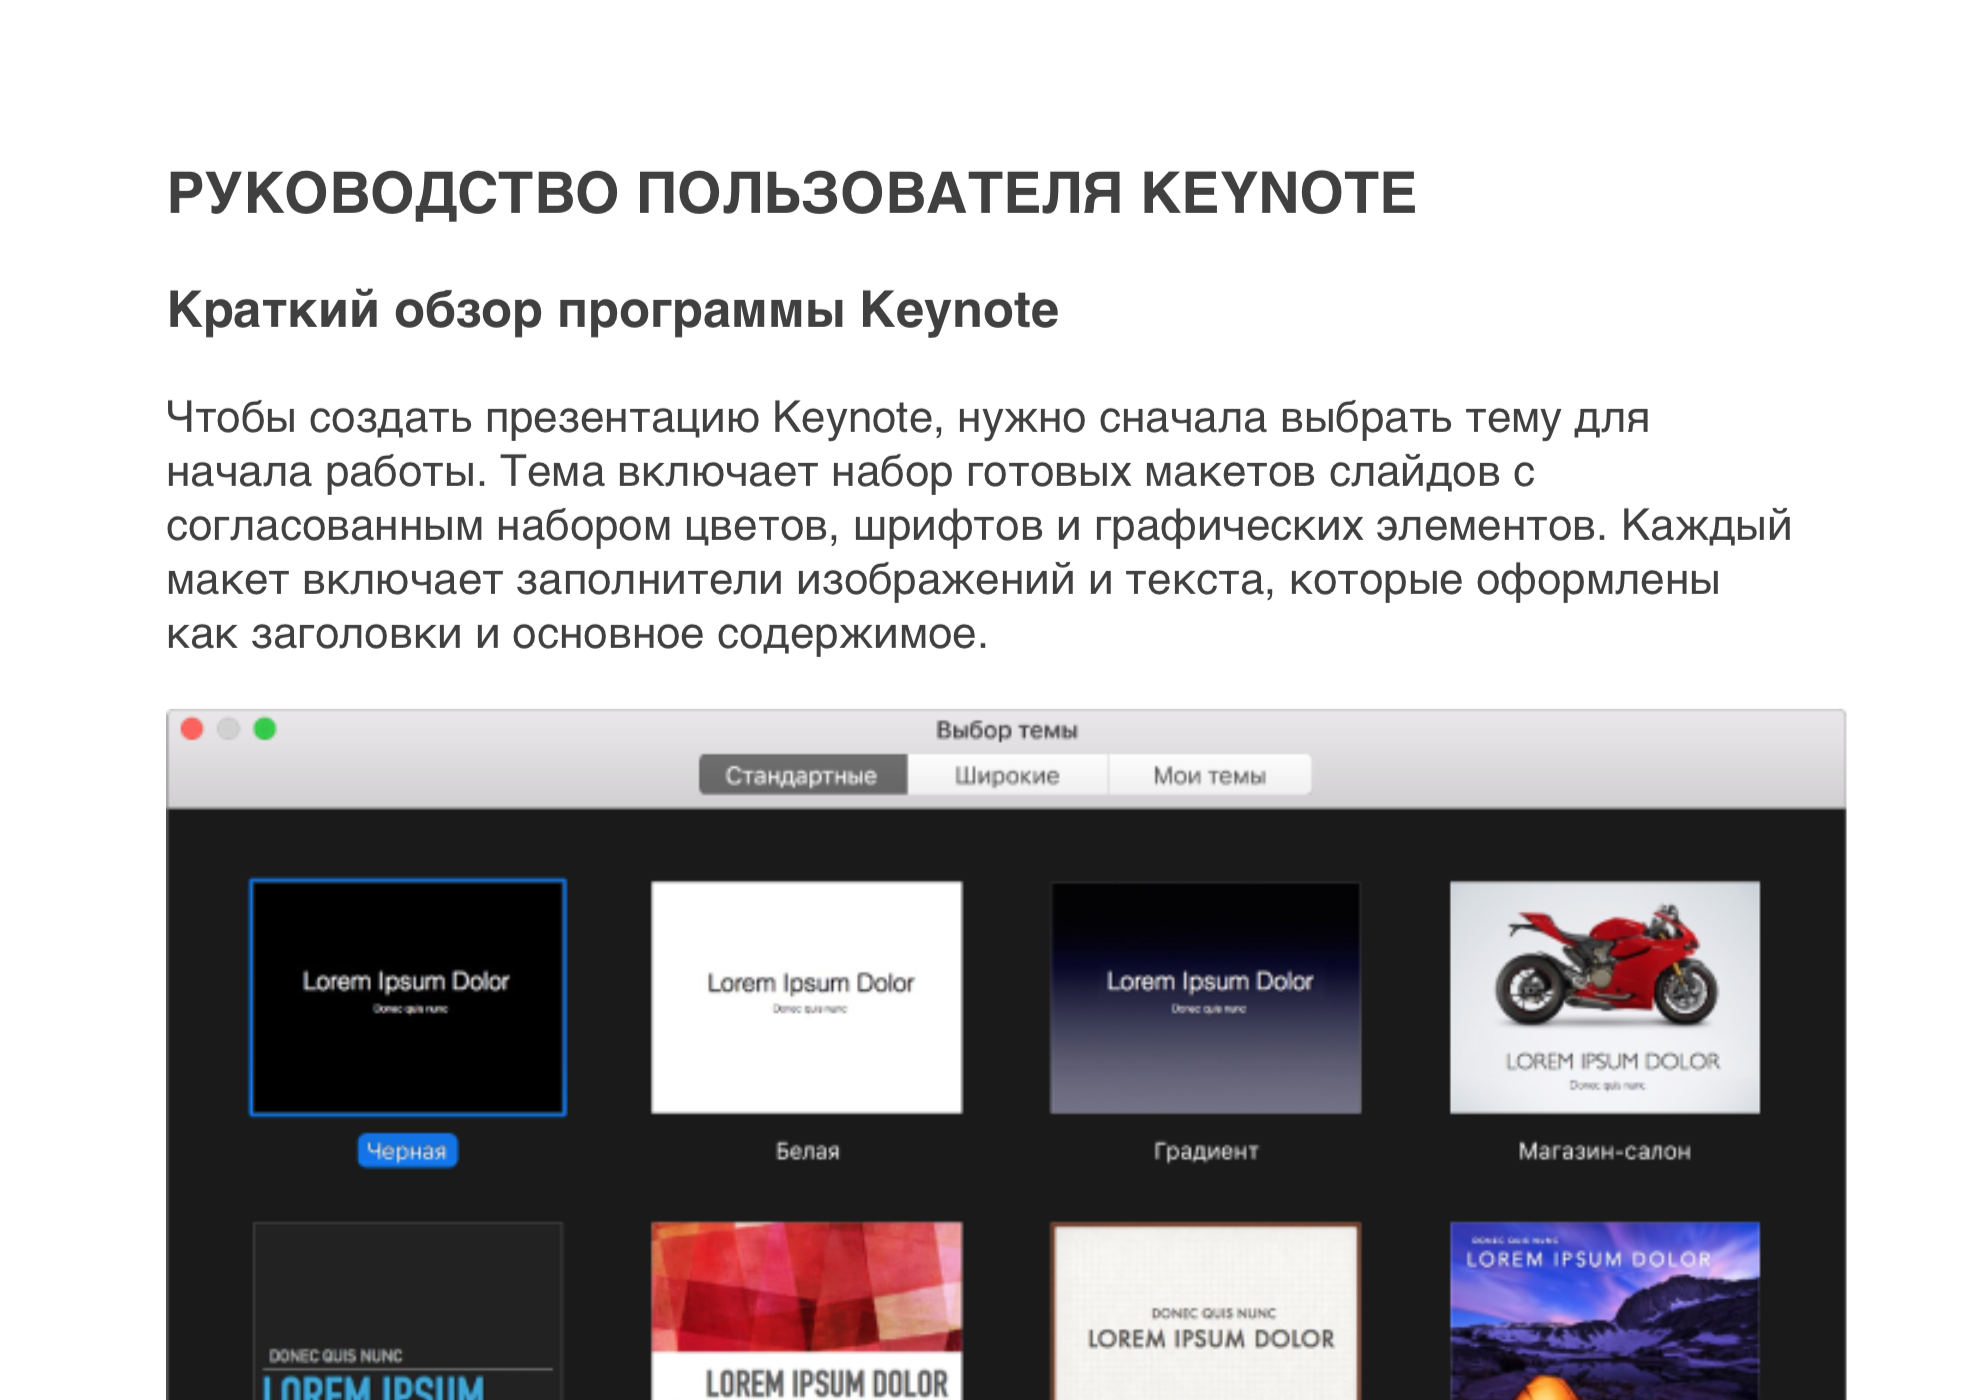 РУКОВОДСТВО ПОЛЬЗОВАТЕЛЯ KEYNOTE
Краткий обзор программы Keynote
Чтобы создать презентацию Keynote, нужно сначала выбрать тему для
начала работы. Тема включает набор готовых макетов слайдов с
согласованным набором цветов, шрифтов и графических элементов. Каждый
макет включает заполнители изображений и текста, которые оформлены
как заголовки и основное содержимое.
Выбор темы
Стандартные Широкие Мои темы
Lorem Ipsum Dolor
Donec quis nunc
Lorem Ipsum Dolor
Donec quis nunc
Lorem Ipsum Dolor
Donec quis nunc
LOREM IPSUM DOLOR
Donec quis nunc
Черная Белая Градиент Магазин-салон
DONEC QUIS NUNC
LOREM IPSUM
LOREM IPSUM DOLOR
DONEC QUIS NUNC
LOREM IPSUM DOLOR
DONEC QUIS NUNC
LOREM IPSUM DOLOR